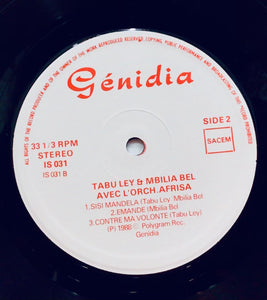 ALL RIGHTS OF THE RECORD PRODUCER AND OF THE OWNER OF THE WORK REPRODUCED RESERVED. COPYING, PUBLIC PERFORMANCE AND BROADCASTING OF THIS RECORD PROHIBITED
Génidia
33 1/3 RPM
STEREO
IS 031
IS 031 B
SIDE 2
SACEM
TABU LEY & MBILIA BEL
AVEC L'ORCH. AFRISA
1. SISI MANDELA (Tabu Ley Mbilia Bel
2. EMANDE (Mbilia Bel)
3. CONTRE MA VOLONTE (Tabu Ley)
(P) 1988 © Polygram Rec.
Genidia